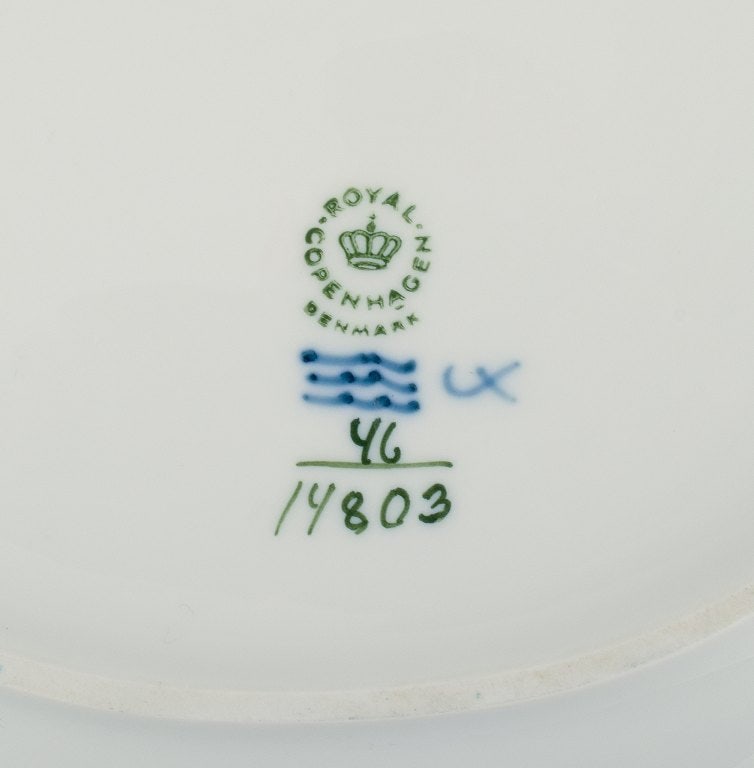 ROYAL
COPENHAGEN
DENMARK
46
14803